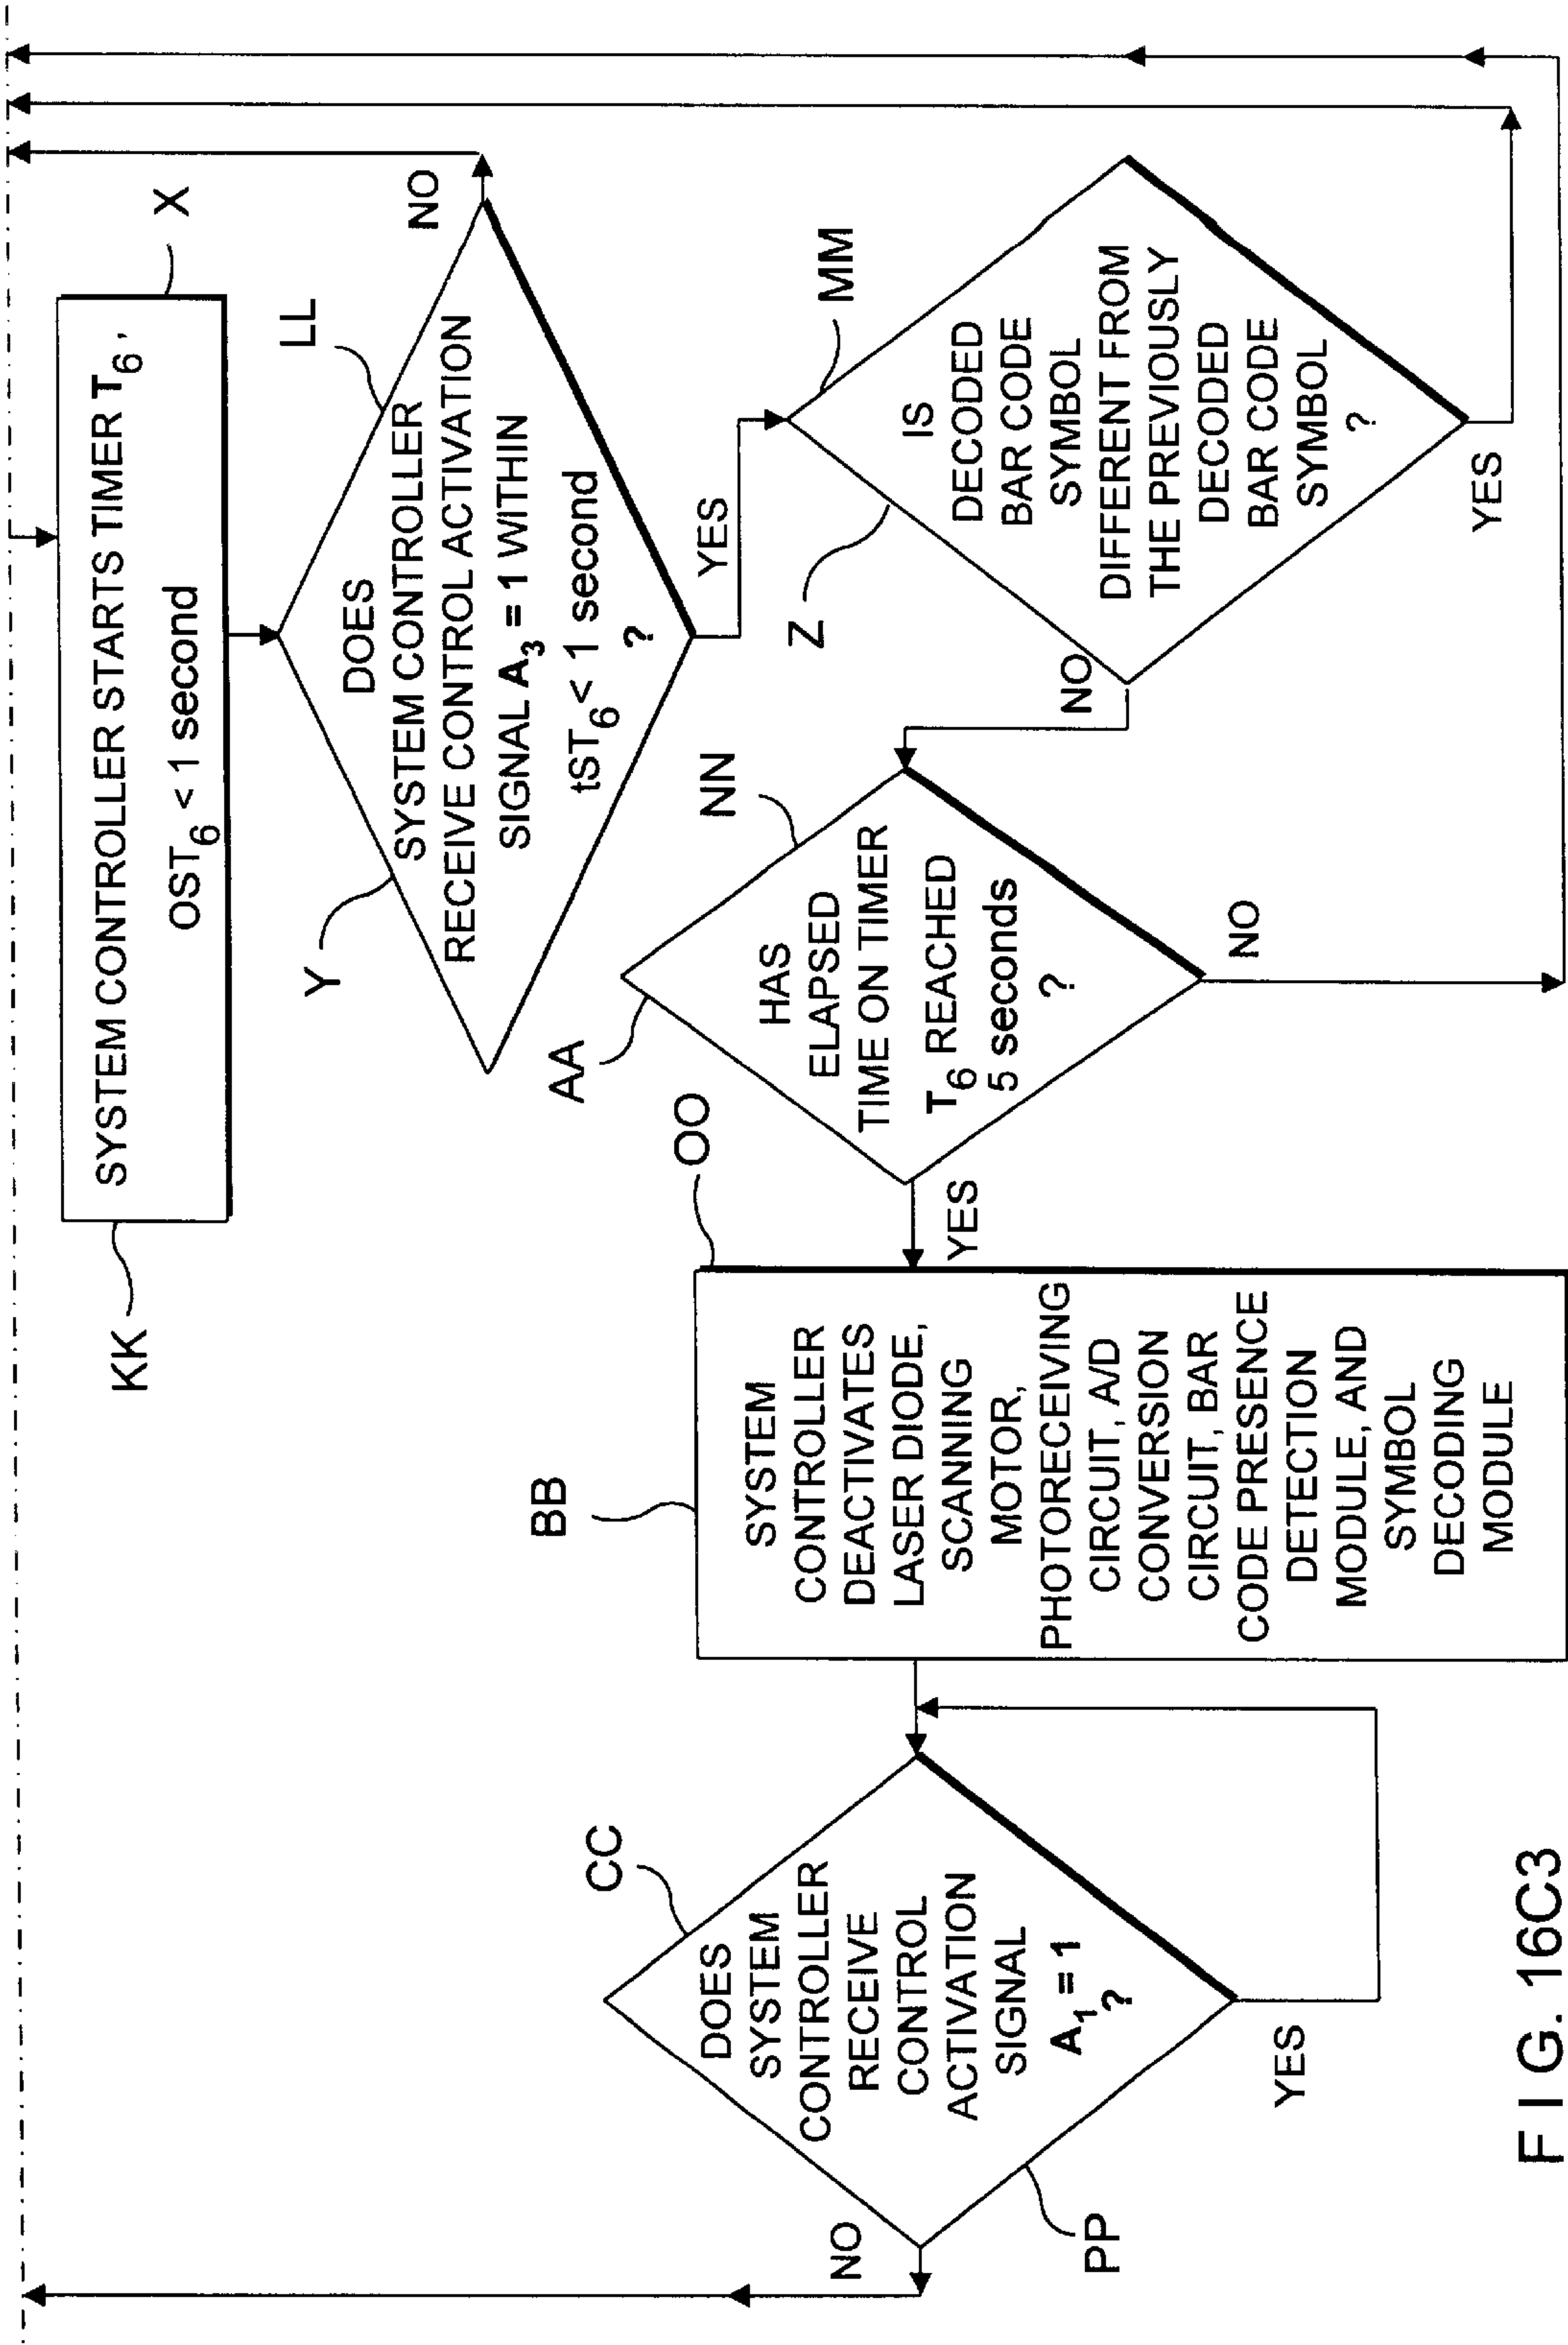 X
SYSTEM CONTROLLER STARTS TIMER T6,
OST6 < 1 second
KK
LL
Y
DOES
SYSTEM CONTROLLER
RECEIVE CONTROL ACTIVATION
SIGNAL A3 = 1 WITHIN
tST6 < 1 second
?
NO
YES
MM
Z
IS
DECODED
BAR CODE
SYMBOL
DIFFERENT FROM
THE PREVIOUSLY
DECODED
BAR CODE
SYMBOL
?
YES
NO
NN
AA
HAS
ELAPSED
TIME ON TIMER
T6 REACHED
5 seconds
?
NO
YES
OO
BB
SYSTEM
CONTROLLER
DEACTIVATES
LASER DIODE,
SCANNING
MOTOR,
PHOTORECEIVING
CIRCUIT, A/D
CONVERSION
CIRCUIT, BAR
CODE PRESENCE
DETECTION
MODULE, AND
SYMBOL
DECODING
MODULE
CC
DOES
SYSTEM
CONTROLLER
RECEIVE
CONTROL
ACTIVATION
SIGNAL
A1 = 1
?
YES
NO
PP
FIG. 16C3